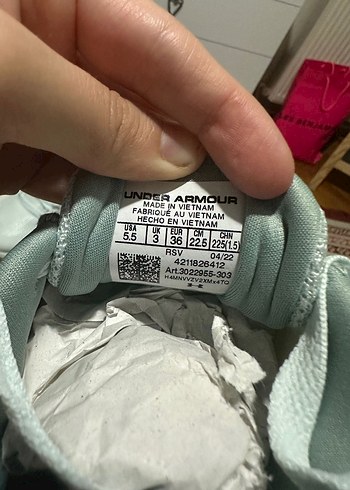 UNDER ARMOUR
MADE IN VIETNAM
FABRIQUÉ AU VIETNAM
HECHO EN VIETNAM
USA UK EUR CM CHN
5.5 3 36 22.5 225(1.5)
RSV 04/22
4211826412
Art.3022955-303
H4MNVVZV2XMx4TQ